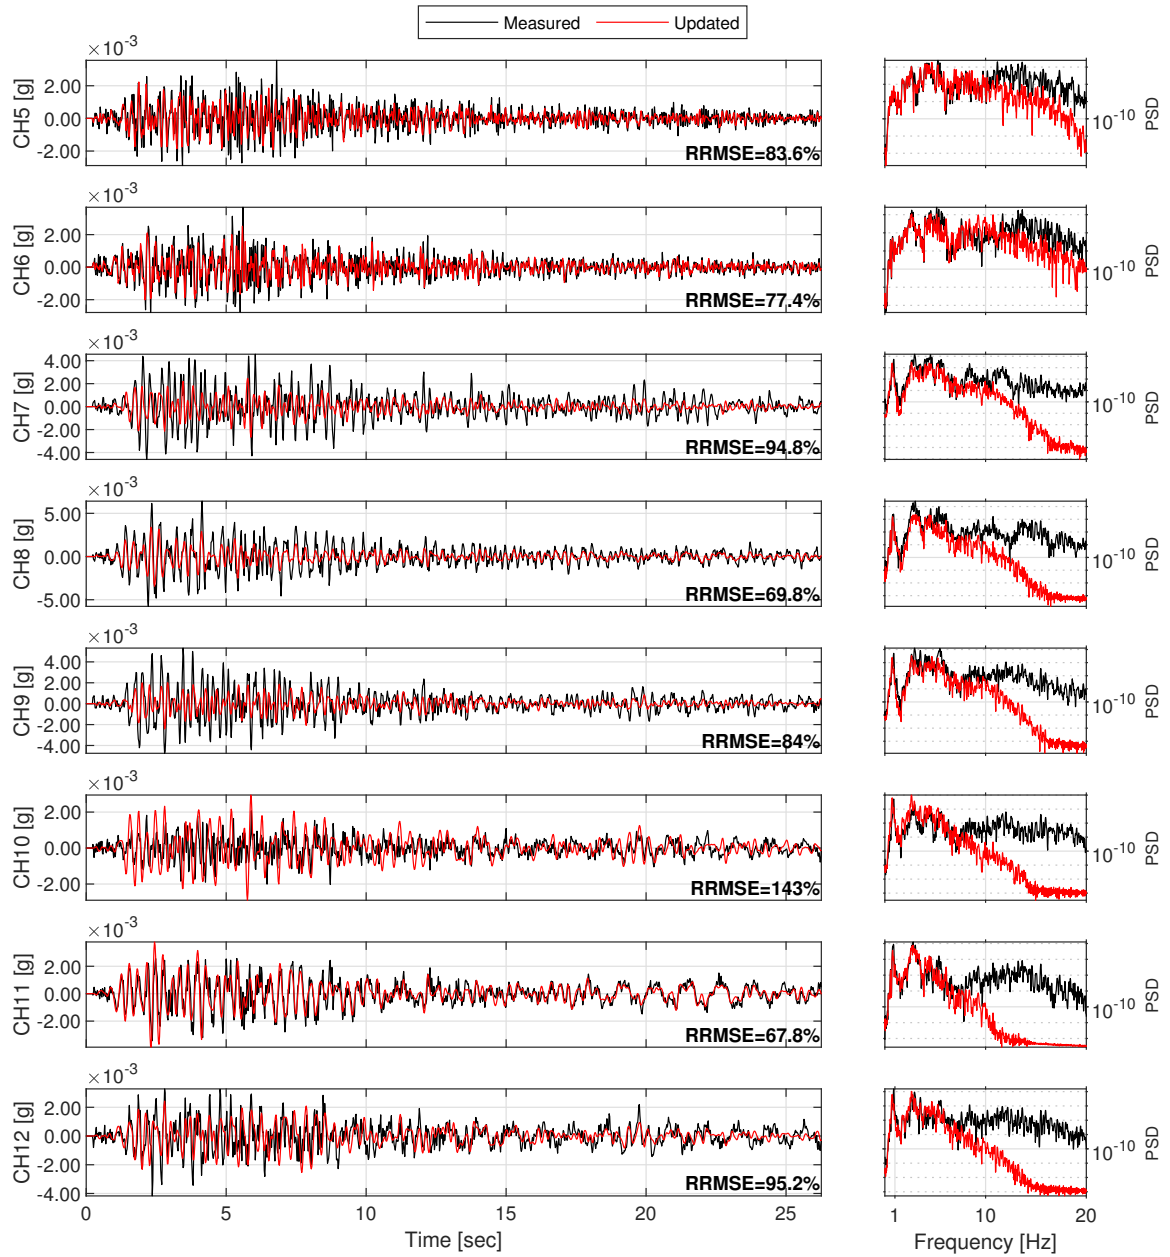 Measured Updated
×10-3
CH5 [g]
2.00
0.00
-2.00
RRMSE=83.6%
10-10
PSD
×10-3
CH6 [g]
2.00
0.00
-2.00
RRMSE=77.4%
10-10
PSD
×10-3
CH7 [g]
4.00
2.00
0.00
-2.00
-4.00
RRMSE=94.8%
10-10
PSD
×10-3
CH8 [g]
5.00
0.00
-5.00
RRMSE=69.8%
10-10
PSD
×10-3
CH9 [g]
4.00
2.00
0.00
-2.00
-4.00
RRMSE=84%
10-10
PSD
×10-3
CH10 [g]
2.00
0.00
-2.00
RRMSE=143%
10-10
PSD
×10-3
CH11 [g]
2.00
0.00
-2.00
RRMSE=67.8%
10-10
PSD
×10-3
CH12 [g]
2.00
0.00
-2.00
-4.00
RRMSE=95.2%
10-10
PSD
0 5 10 15 20 25
Time [sec]
1 10 20
Frequency [Hz]